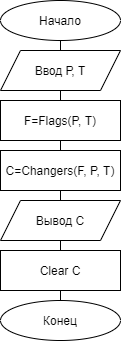 Начало
Ввод P, T
F=Flags(P, T)
C=Changers(F, P, T)
Вывод C
Clear C
Конец